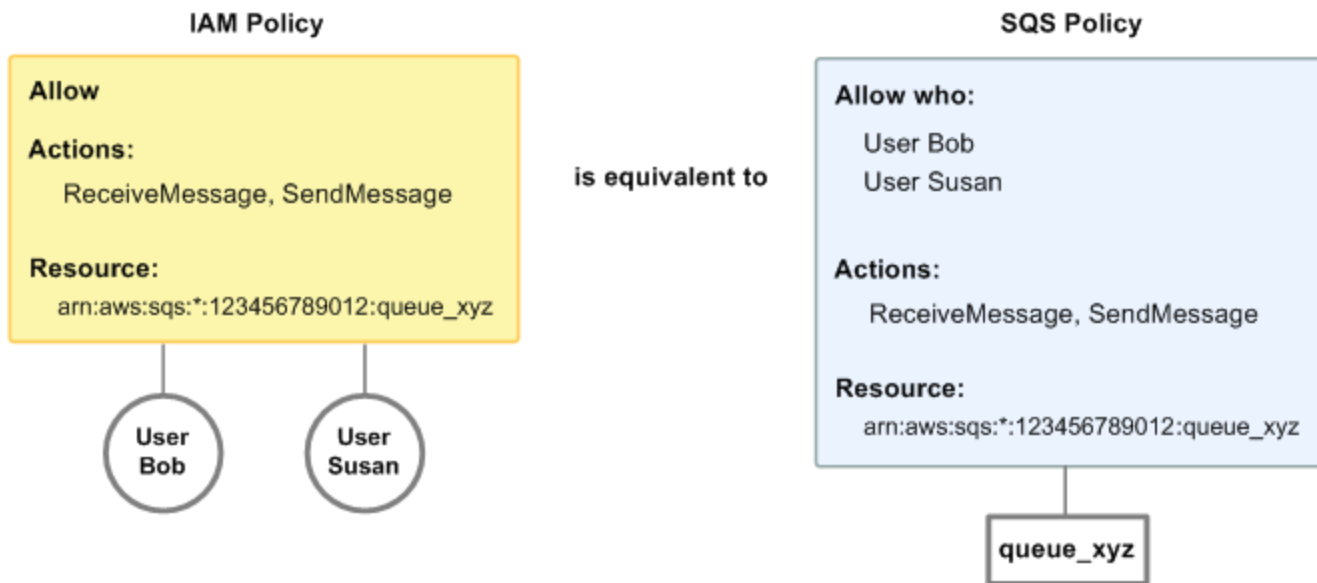 IAM Policy
Allow
Actions:
ReceiveMessage, SendMessage
Resource:
arn:aws:sqs:*:123456789012:queue_xyz
User
Bob
User
Susan
is equivalent to
SQS Policy
Allow who:
User Bob
User Susan
Actions:
ReceiveMessage, SendMessage
Resource:
arn:aws:sqs:*:123456789012:queue_xyz
queue_xyz